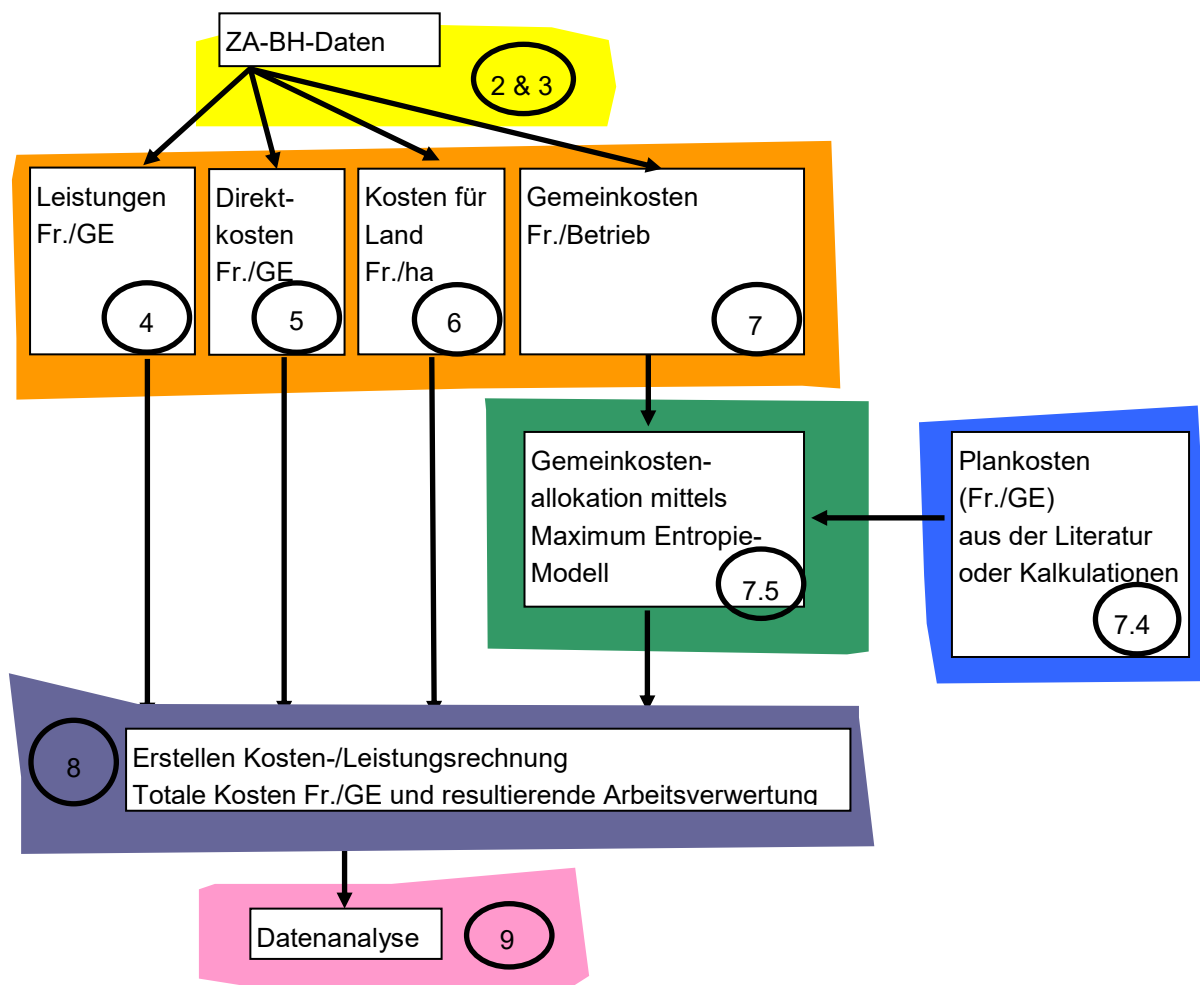 ZA-BH-Daten
2 & 3
Leistungen
Fr./GE
4
Direkt-
kosten
Fr./GE
5
Kosten für
Land
Fr./ha
6
Gemeinkosten
Fr./Betrieb
7
Gemeinkosten-
allokation mittels
Maximum Entropie-
Modell
7.5
Plankosten
(Fr./GE)
aus der Literatur
oder Kalkulationen
7.4
8
Erstellen Kosten-/Leistungsrechnung
Totale Kosten Fr./GE und resultierende Arbeitsverwertung
Datenanalyse
9